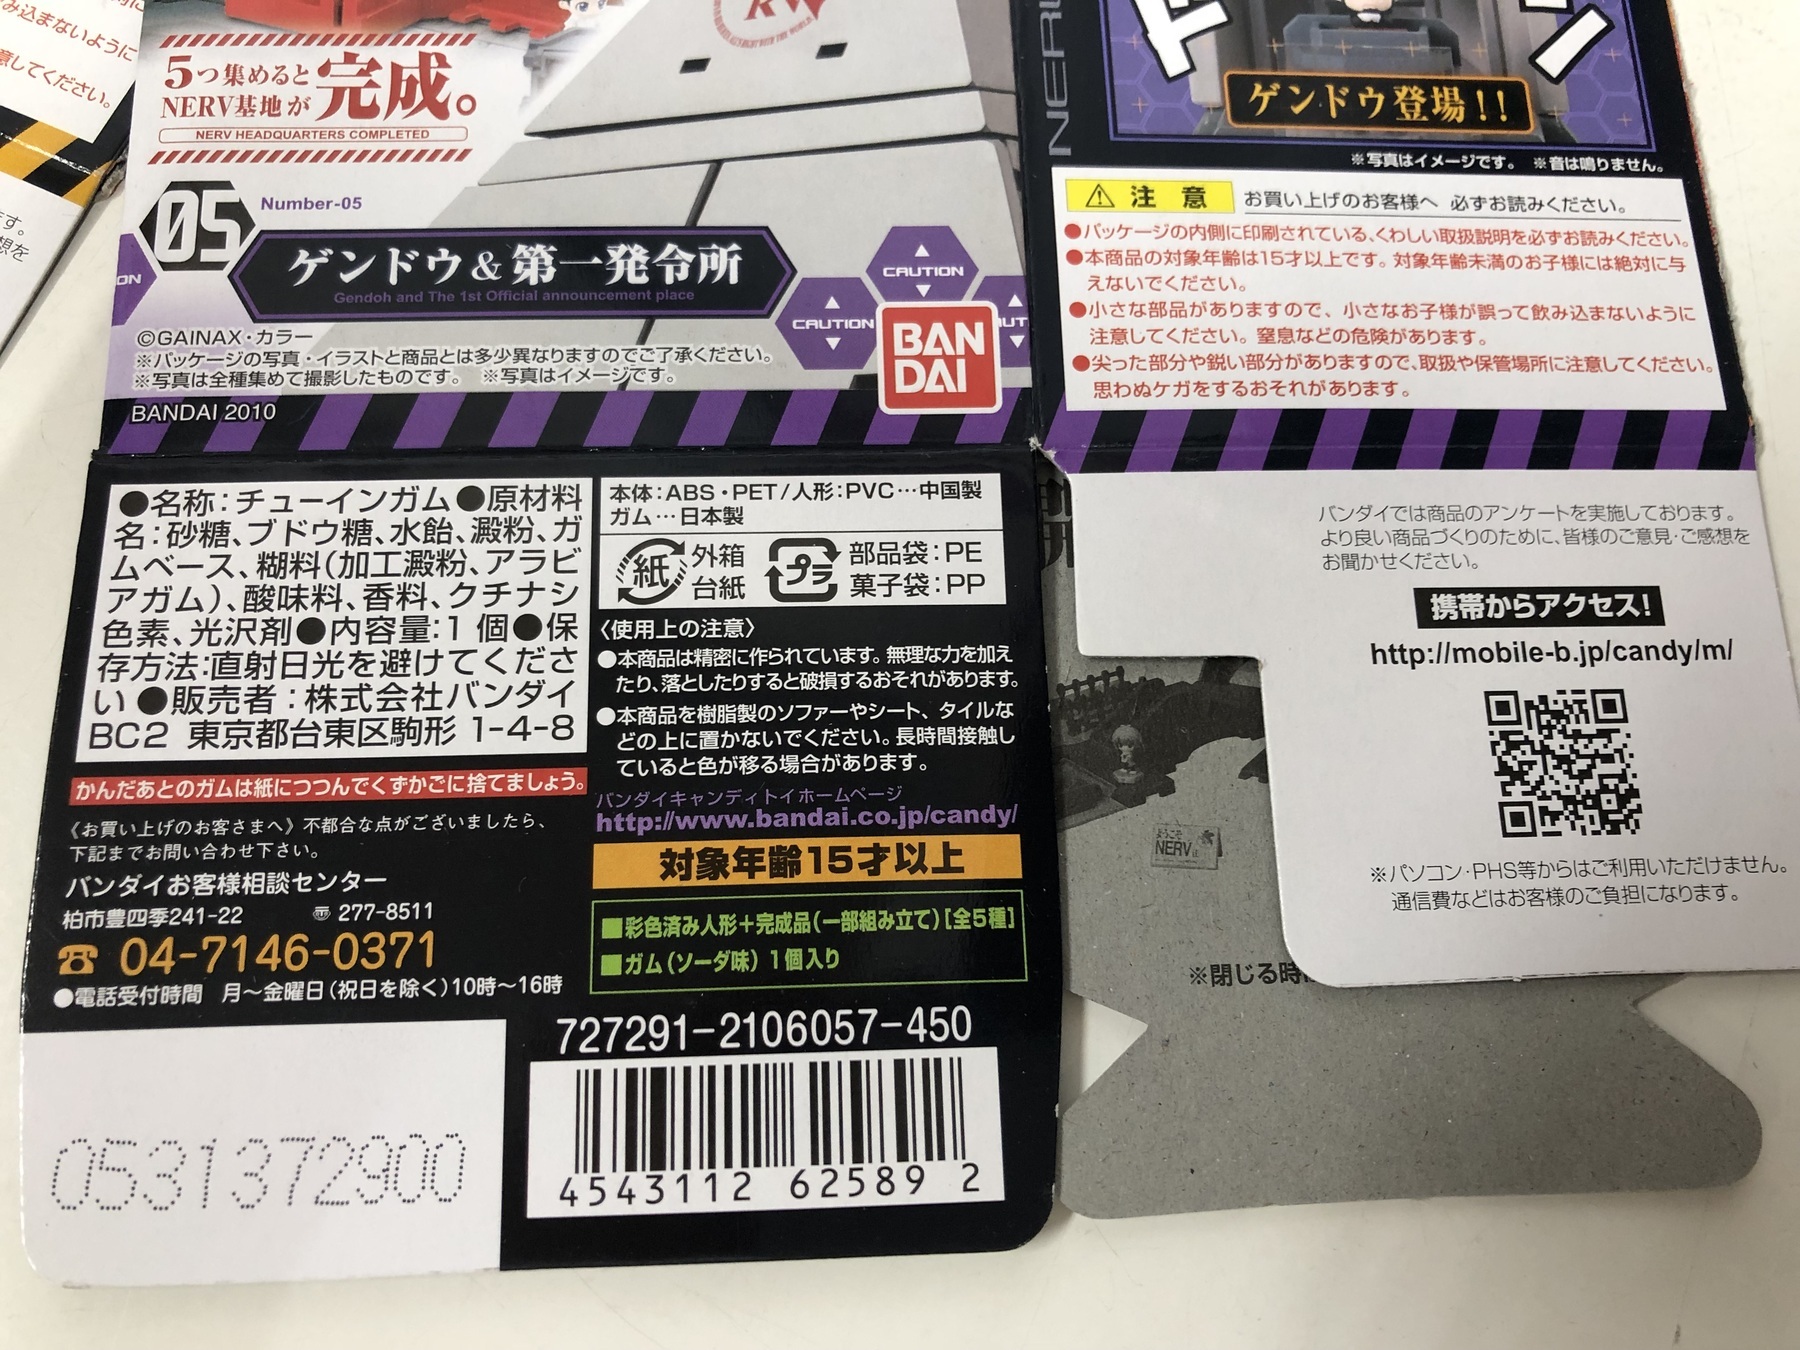 込まないように
意してください。
5つ集めると
NERV基地が
完成。
NERV HEADQUARTERS COMPLETED
05
Number-05
ゲンドウ＆第一発令所
Gendoh and The 1st Official announcement place
CAUTION
CAUTION
©GAINAX・カラー
※パッケージの写真・イラストと商品とは多少異なりますのでご了承ください。
※写真は全種集めて撮影したものです。 ※写真はイメージです。
BAN
DAI
BANDAI 2010
ゲンドウ登場!!
※写真はイメージです。 ※音は鳴りません。
注意
お買い上げのお客様へ 必ずお読みください。
●パッケージの内側に印刷されている、くわしい取扱説明を必ずお読みください。
●本商品の対象年齢は15才以上です。対象年齢未満のお子様には絶対に与
えないでください。
●小さな部品がありますので、小さなお子様が誤って飲み込まないように
注意してください。窒息などの危険があります。
●尖った部分や鋭い部分がありますので、取扱や保管場所に注意してください。
思わぬケガをするおそれがあります。
●名称：チューインガム●原材料
名：砂糖、ブドウ糖、水飴、澱粉、ガ
ムベース、糊料（加工澱粉、アラビ
アガム）、酸味料、香料、クチナシ
色素、光沢剤●内容量：1個●保
存方法：直射日光を避けてくださ
い ●販売者：株式会社バンダイ
BC2 東京都台東区駒形 1-4-8
かんだあとのガムは紙につつんでくずかごに捨てましょう。
《お買い上げのお客さまへ》不都合な点がございましたら、
下記までお問い合わせ下さい。
バンダイお客様相談センター
柏市豊四季241-22 〠 277-8511
☎ 04-7146-0371
●電話受付時間 月～金曜日（祝日を除く）10時～16時
0531372900
本体：ABS・PET/人形：PVC…中国製
ガム…日本製
紙 外箱
台紙
プラ 部品袋：PE
菓子袋：PP
〈使用上の注意〉
●本商品は精密に作られています。無理な力を加え
たり、落としたりすると破損するおそれがあります。
●本商品を樹脂製のソファーやシート、タイルな
どの上に置かないでください。長時間接触し
ていると色が移る場合があります。
バンダイキャンディトイホームページ
http://www.bandai.co.jp/candy/
対象年齢15才以上
■彩色済み人形＋完成品（一部組み立て）[全5種]
■ガム（ソーダ味）1個入り
727291-2106057-450
4543112 62589 2
バンダイでは商品のアンケートを実施しております。
より良い商品づくりのために、皆様のご意見・ご感想を
お聞かせください。
携帯からアクセス！
http://mobile-b.jp/candy/m/
※パソコン・PHS等からはご利用いただけません。
通信費などはお客様のご負担になります。
ようこそ
NERV
※閉じる時